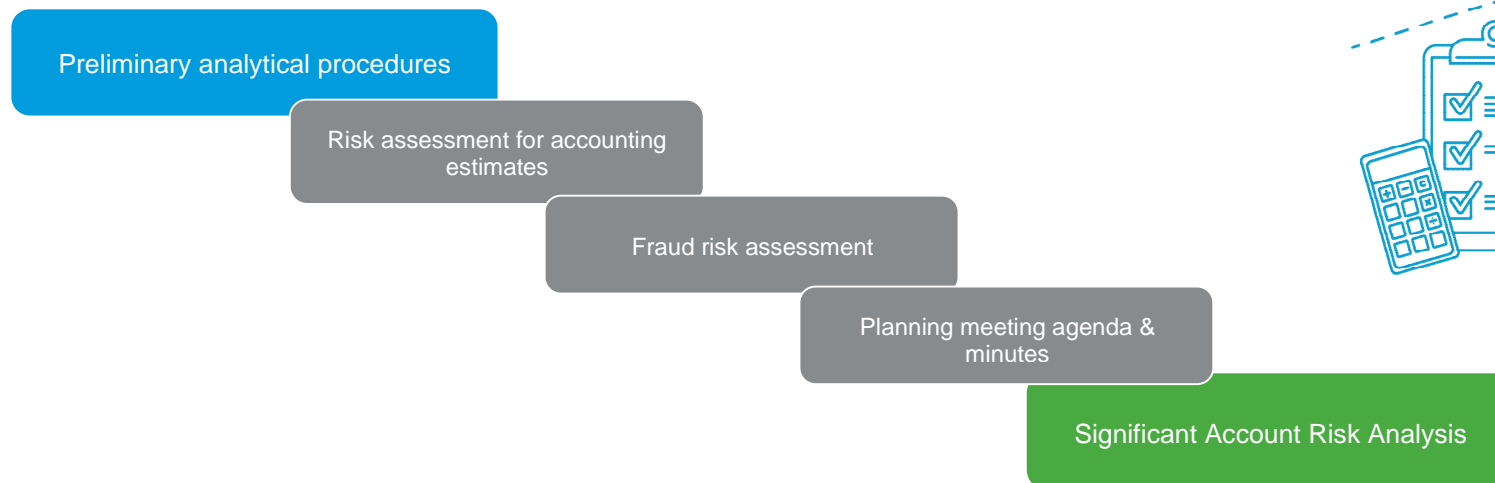 Preliminary analytical procedures
Risk assessment for accounting
estimates
Fraud risk assessment
Planning meeting agenda &
minutes
Significant Account Risk Analysis